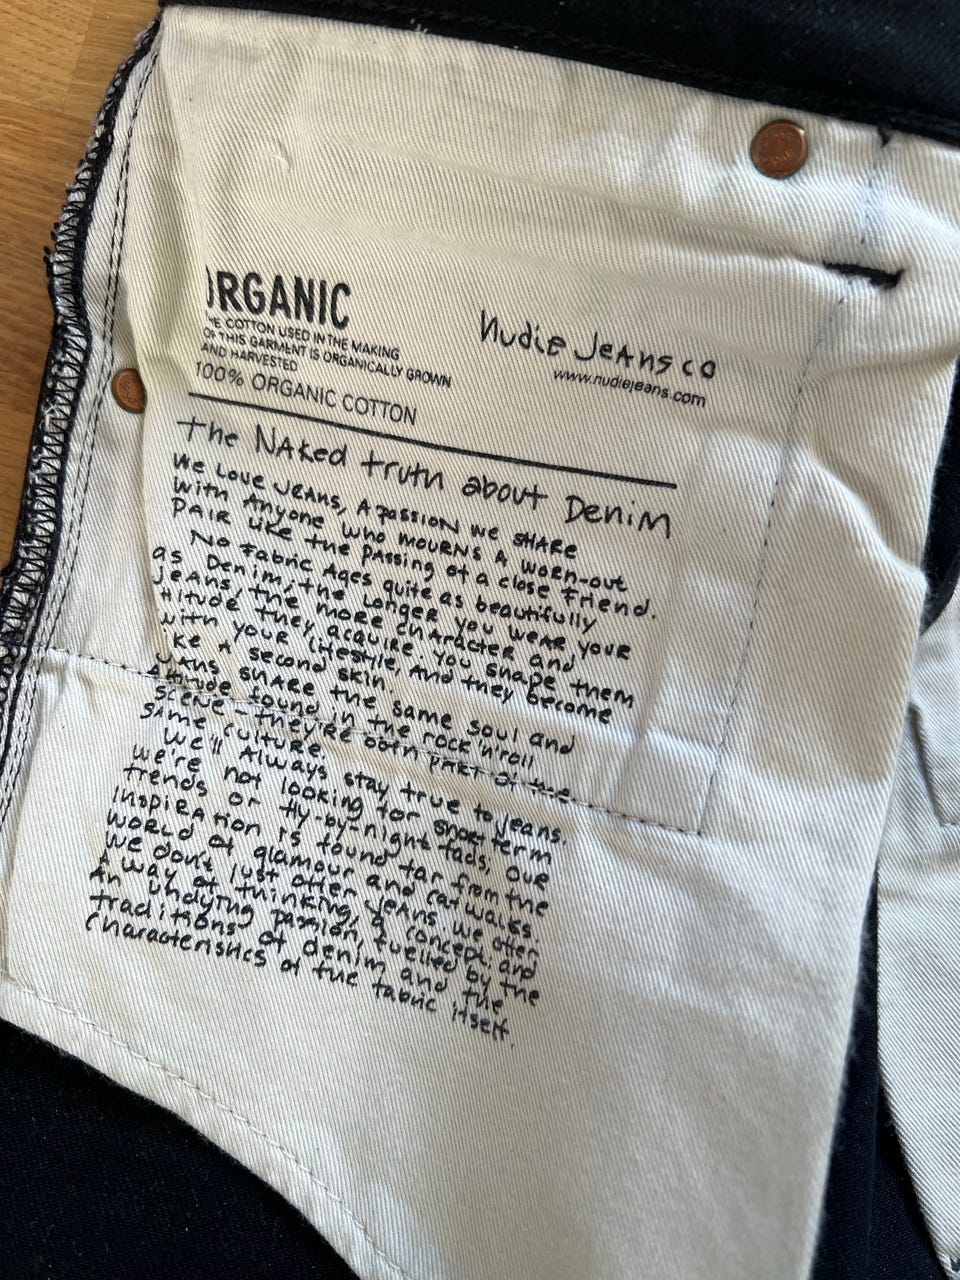 ORGANIC
THE COTTON USED IN THE MAKING
OF THIS GARMENT IS ORGANICALLY GROWN
AND HARVESTED
100% ORGANIC COTTON
Nudie Jeans co
www.nudiejeans.com
the NAKed truth about Denim
We Love Jeans, A passion we share
with Anyone who mourns A worn-out
pair like the passing of a close friend.
No fabric Ages quite as beautifully
as Denim; the longer you wear your
jeans, the more character and
titude they acquire. You shape them
with your lifestyle, And they become
ike A second skin.
Jeans share the same soul and
Attitude found in the rock'n'roll
scene - they're both part of the
same culture.
We'll Always stay true to jeans.
We're not looking for short term
trends or fly-by-night fads, our
inspiration is found far from the
world of glamour and catwalks.
We don't just offer jeans. We offer
A way of thinking, A concept and
An undying passion, fuelled by the
traditions of denim and the
characteristics of the fabric itself.